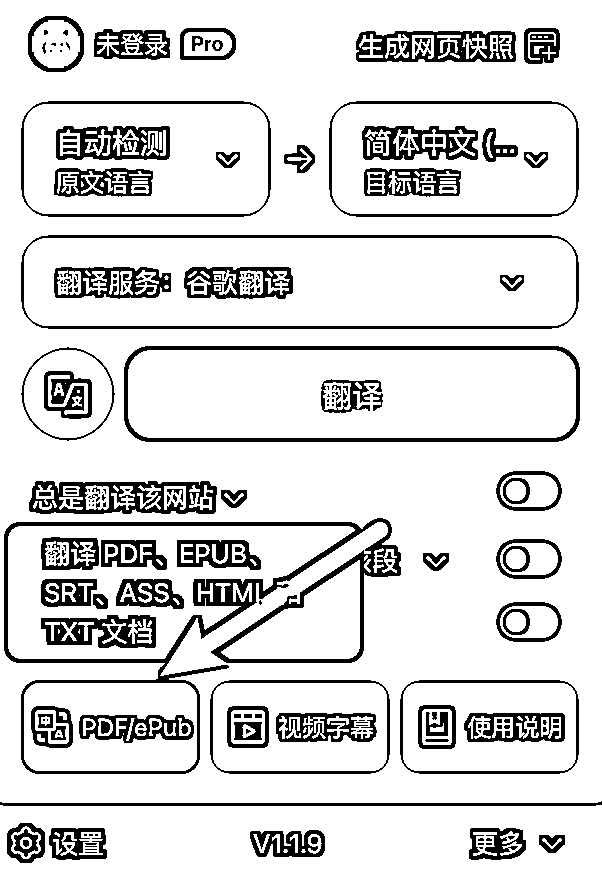 未登录 Pro 生成网页快照
自动检测
原文语言
简体中文 (...
目标语言
翻译服务：谷歌翻译
翻译
总是翻译该网站
翻译 PDF、EPUB、
SRT、ASS、HTML
TXT 文档
段
PDF/ePub 视频字幕 使用说明
设置 V1.1.9 更多